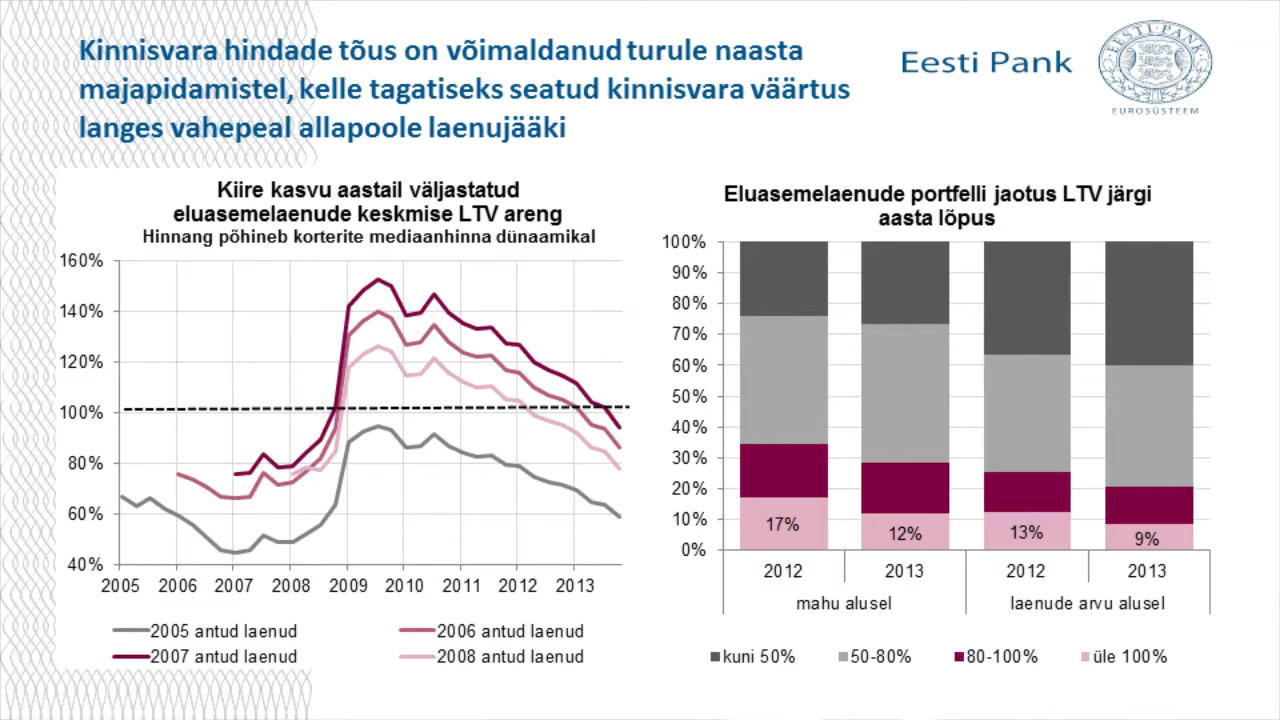 Kinnisvara hindade tõus on võimaldanud turule naasta
majapidamistel, kelle tagatiseks seatud kinnisvara väärtus
langes vahepeal allapoole laenujääki
Eesti Pank
EESTI PANK
EUROSÜSTEEM
Kiire kasvu aastail väljastatud
eluasemelaenude keskmise LTV areng
Hinnang põhineb korterite mediaanhinna dünaamikal
160%
140%
120%
100%
80%
60%
40%
2005 2006 2007 2008 2009 2010 2011 2012 2013
2005 antud laenud
2006 antud laenud
2007 antud laenud
2008 antud laenud
Eluasemelaenude portfelli jaotus LTV järgi
aasta lõpus
100%
90%
80%
70%
60%
50%
40%
30%
20%
10%
0%
17%
12%
13%
9%
2012 2013 2012 2013
mahu alusel laenude arvu alusel
kuni 50% 50-80% 80-100% üle 100%